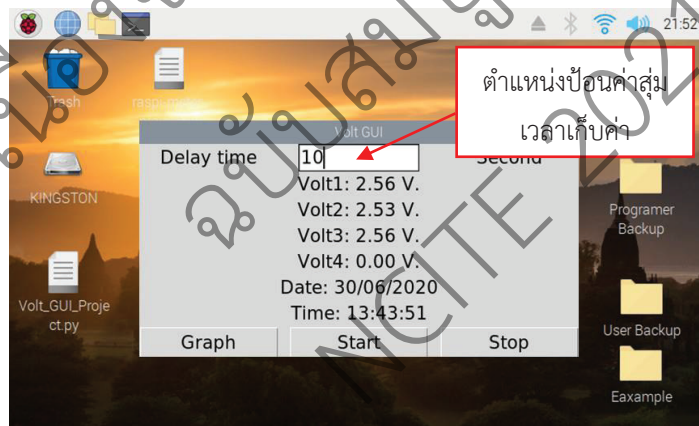 21:52
Trash
ตำแหน่งป้อนค่าสุ่ม
เวลาเก็บค่า
Volt GUI
Delay time
10
Second
KINGSTON
Volt1: 2.56 V.
Volt2: 2.53 V.
Volt3: 2.56 V.
Volt4: 0.00 V.
Date: 30/06/2020
Time: 13:43:51
Programer
Backup
Volt_GUI_Proje
ct.py
Graph
Start
Stop
User Backup
Eaxample
NCITE 202